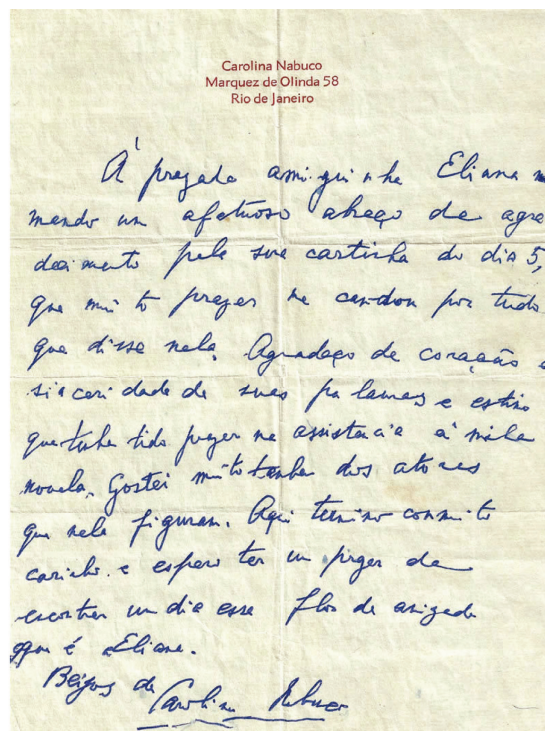 Carolina Nabuco
Marquez de Olinda 58
Rio de Janeiro
À prezada amiguinha Eliana
mando um afetuoso abraço de agra
decimento pela sua cartinha do dia 5,
que muito prazer me causou por tudo
que disse nela. Agradeço de coração a
sinceridade de suas palavras e estimo
que tenha tido prazer na assistência à minha
novela. Gostei muito também dos atores
que nela figuram. Aqui termino com muito
carinho e espero ter um prazer de
encontrar um dia essa flor de amizade
que é Eliane.
Beijos de
Carolina Nabuco